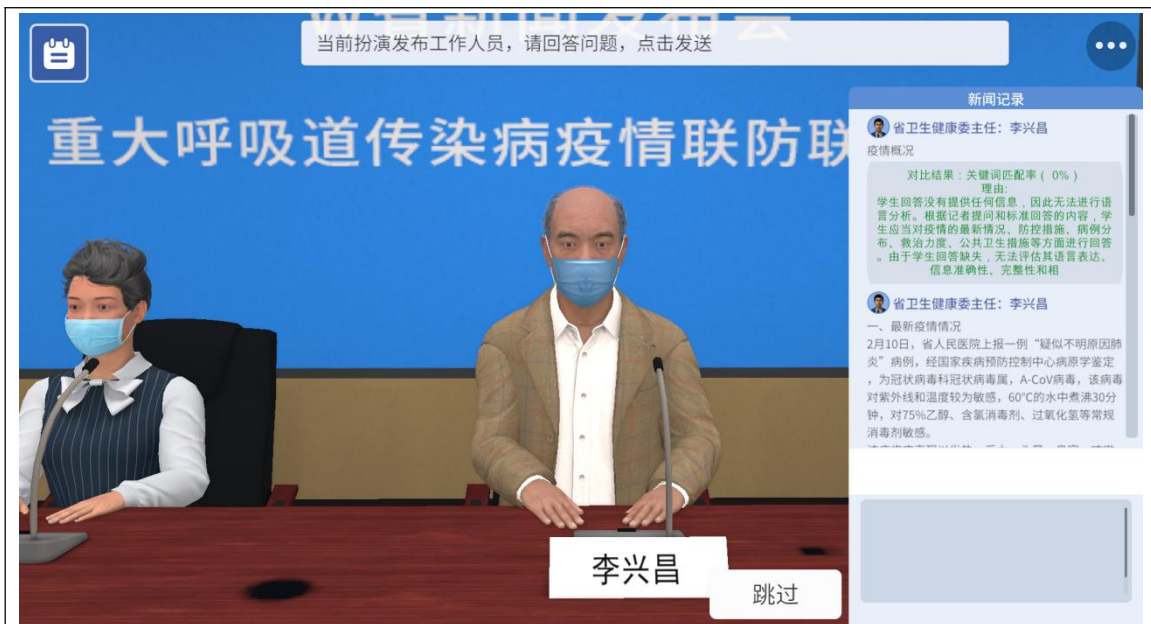 当前扮演发布工作人员，请回答问题，点击发送
重大呼吸道传染病疫情联防联
李兴昌
跳过
新闻记录
省卫生健康委主任：李兴昌
疫情概况
对比结果：关键词匹配率（ 0%）
理由:
学生回答没有提供任何信息，因此无法进行语
言分析。根据记者提问和标准回答的内容，学
生应当对疫情的最新情况、防控措施、病例分
布、救治力度、公共卫生措施等方面进行回答
。由于学生回答缺失，无法评估其语言表达、
信息准确性、完整性和相
省卫生健康委主任：李兴昌
一、最新疫情情况
2月10日，省人民医院上报一例“疑似不明原因肺
炎”病例，经国家疾病预防控制中心病原学鉴定
，为冠状病毒科冠状病毒属，A-CoV病毒，该病毒
对紫外线和温度较为敏感，60℃的水中煮沸30分
钟，对75%乙醇、含氯消毒剂、过氧化氢等常规
消毒剂敏感。